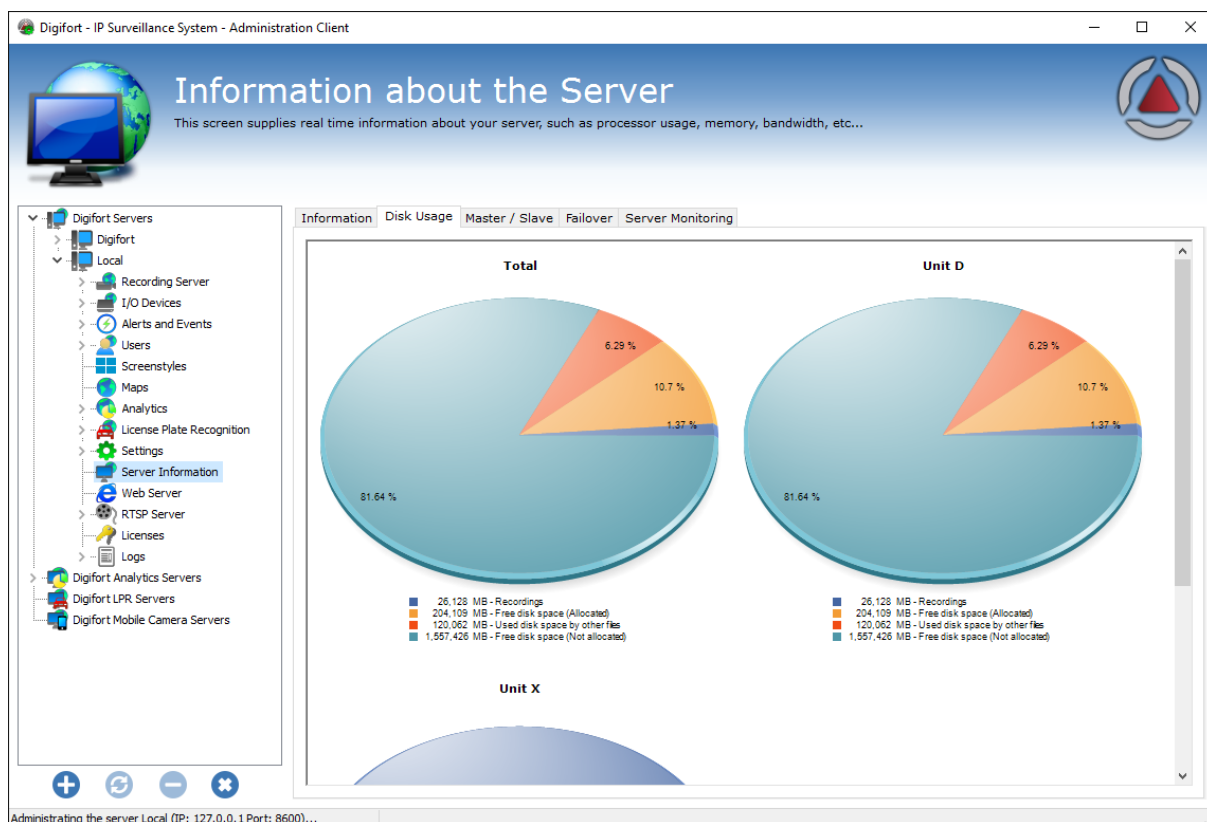 Digifort - IP Surveillance System - Administration Client
Information about the Server
This screen supplies real time information about your server, such as processor usage, memory, bandwidth, etc...
Digifort Servers
Digifort
Local
Recording Server
I/O Devices
Alerts and Events
Users
Screenstyles
Maps
Analytics
License Plate Recognition
Settings
Server Information
Web Server
RTSP Server
Licenses
Logs
Digifort Analytics Servers
Digifort LPR Servers
Digifort Mobile Camera Servers
Information Disk Usage Master / Slave Failover Server Monitoring
Total
6.29 %
10.7 %
1.37 %
81.64 %
26,128 MB - Recordings
204,109 MB - Free disk space (Allocated)
120,062 MB - Used disk space by other files
1,557,426 MB - Free disk space (Not allocated)
Unit D
6.29 %
10.7 %
1.37 %
81.64 %
26,128 MB - Recordings
204,109 MB - Free disk space (Allocated)
120,062 MB - Used disk space by other files
1,557,426 MB - Free disk space (Not allocated)
Unit X
Administrating the server Local (IP: 127.0.0.1 Port: 8600)...